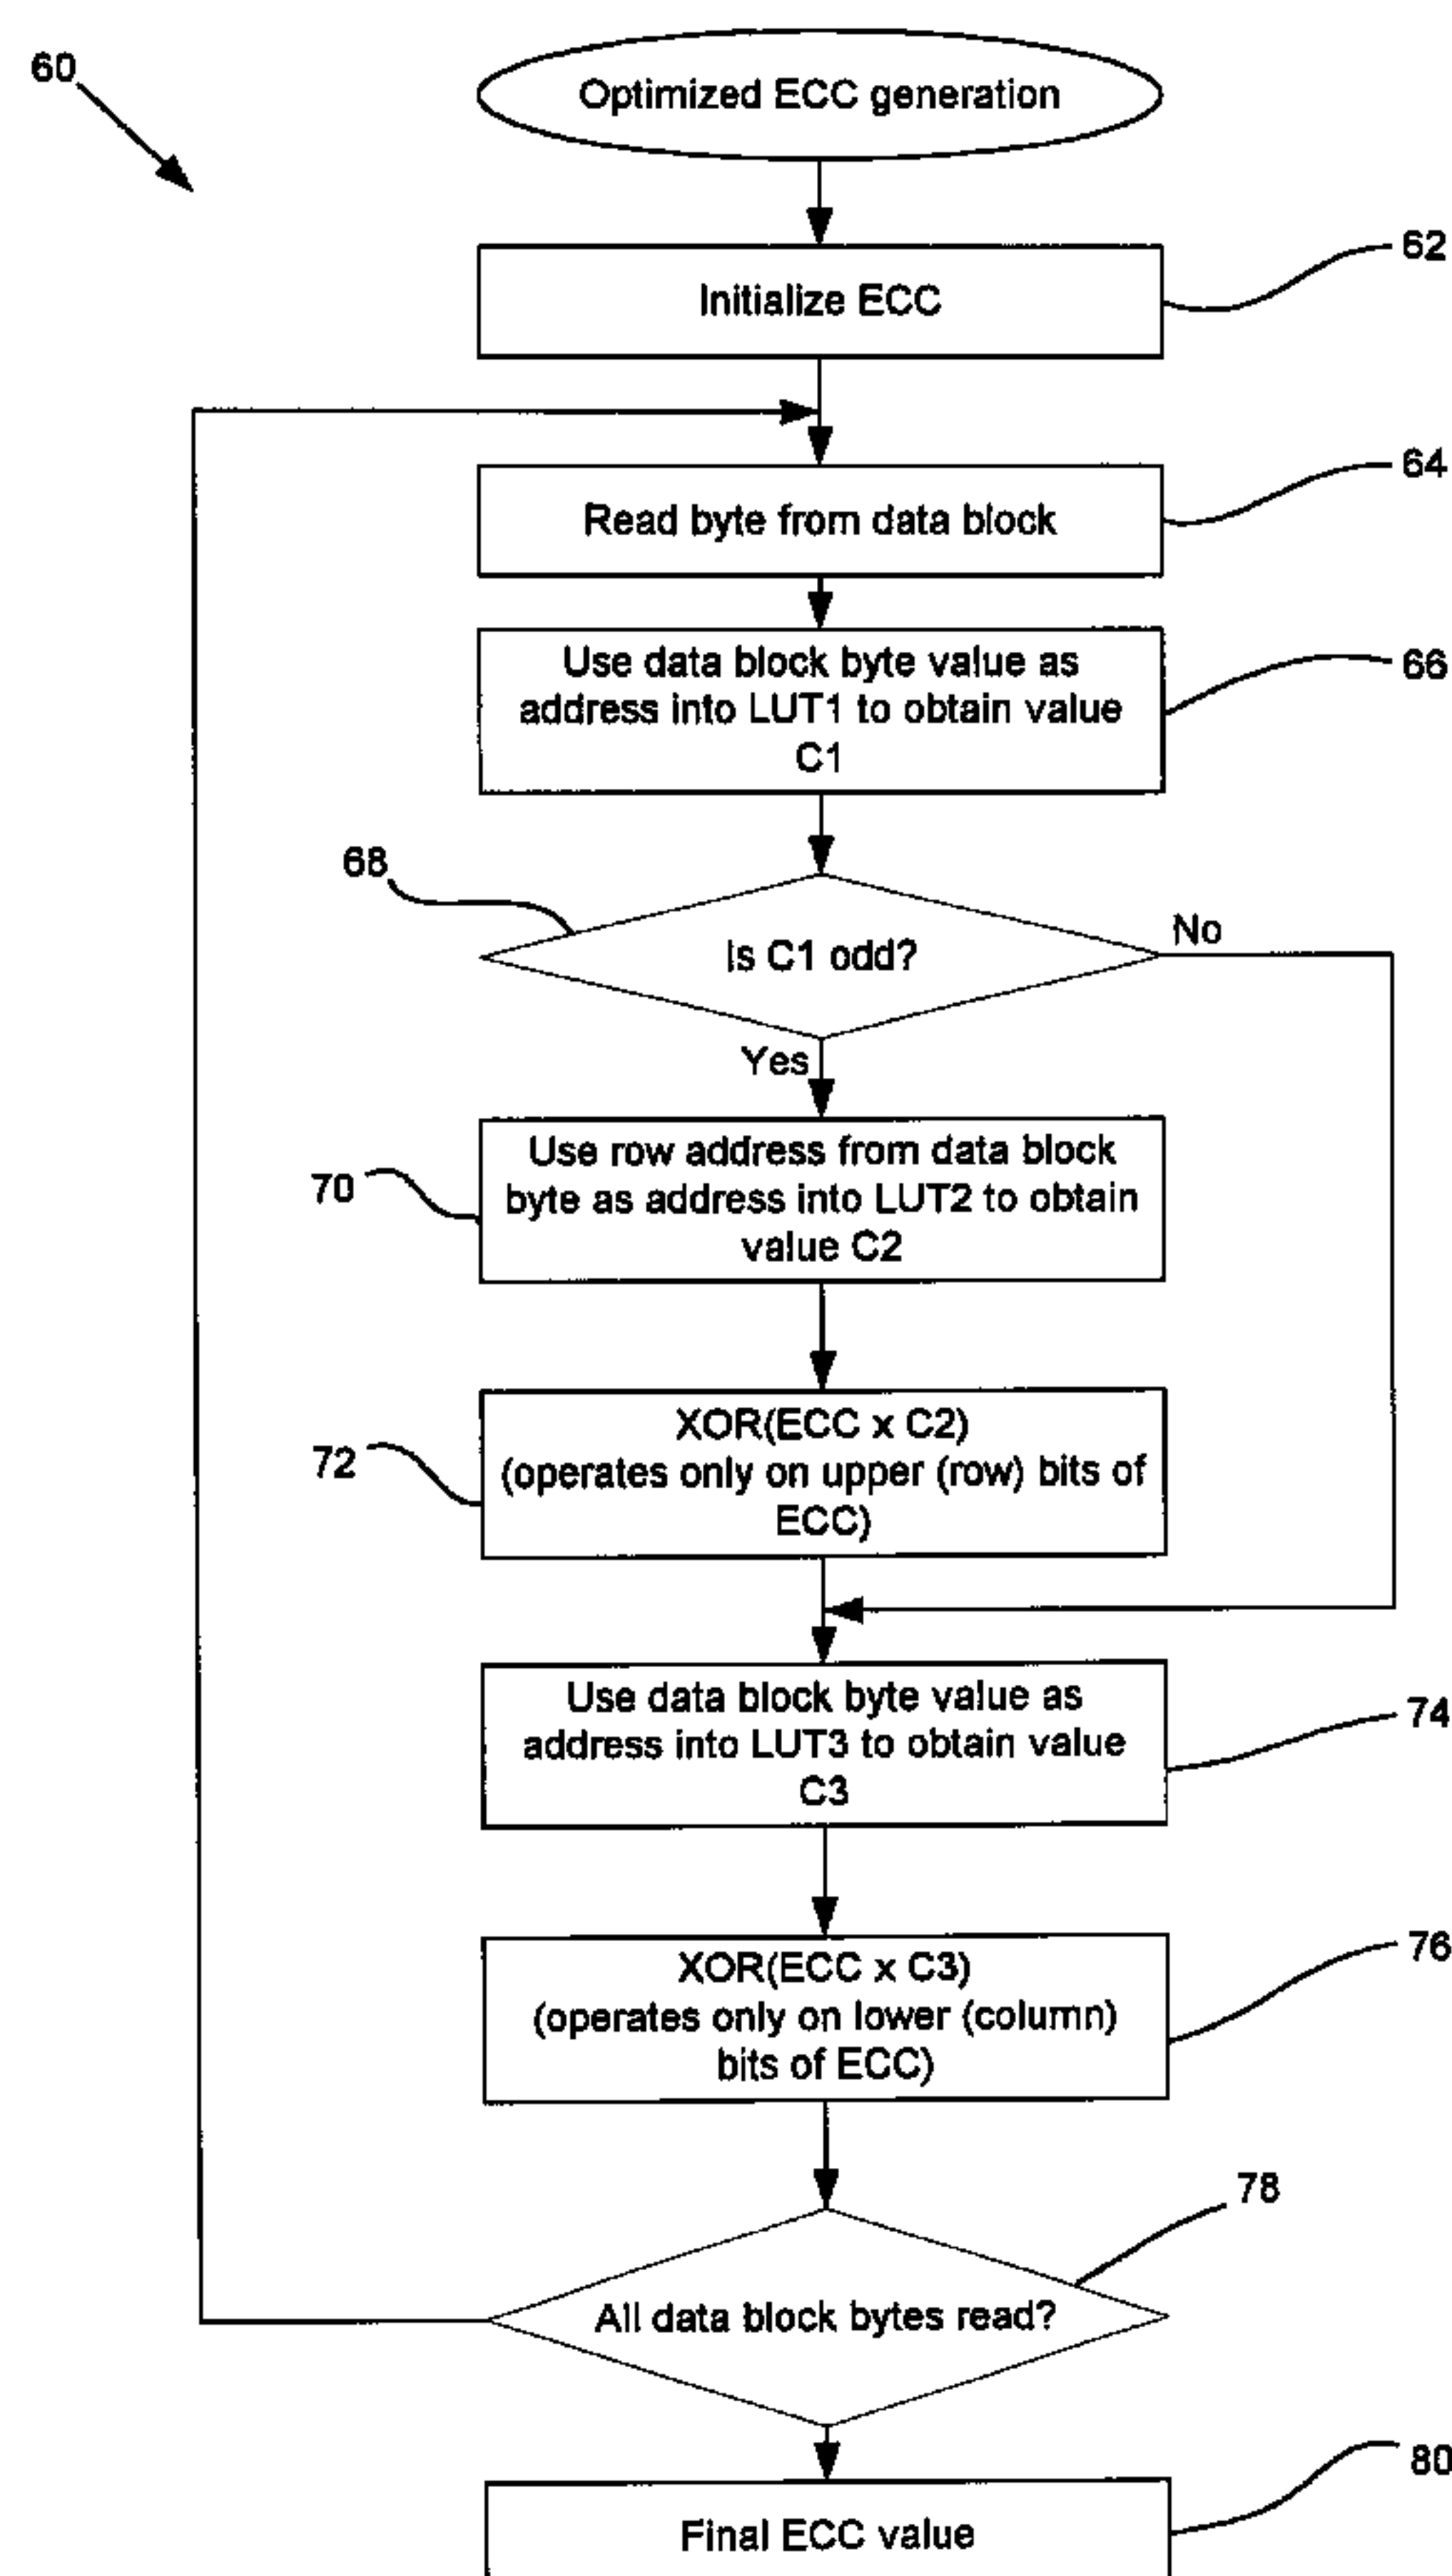 60
Optimized ECC generation
62
Initialize ECC
64
Read byte from data block
66
Use data block byte value as
address into LUT1 to obtain value
C1
68
Is C1 odd?
No
Yes
70
Use row address from data block
byte as address into LUT2 to obtain
value C2
72
XOR(ECC x C2)
(operates only on upper (row) bits of
ECC)
74
Use data block byte value as
address into LUT3 to obtain value
C3
76
XOR(ECC x C3)
(operates only on lower (column)
bits of ECC)
78
All data block bytes read?
80
Final ECC value